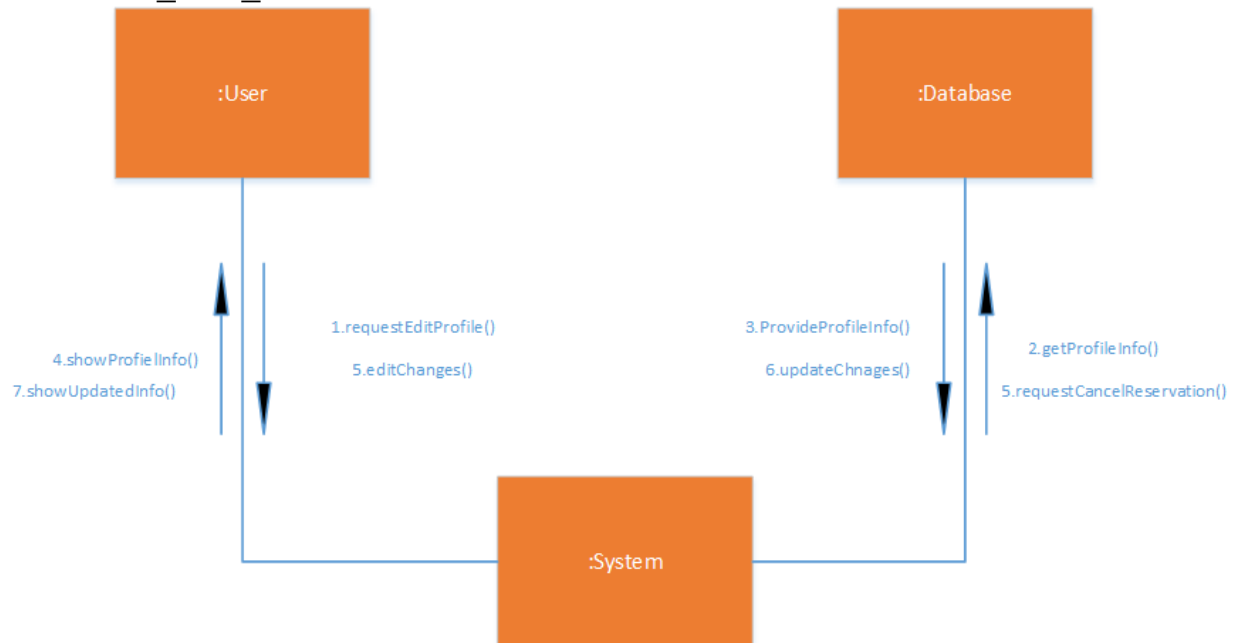 :User
:Database
1.requestEditProfile()
3.ProvideProfileInfo()
2.getProfileInfo()
4.showProfielInfo()
5.editChanges()
6.updateChnages()
7.showUpdatedInfo()
5.requestCancelReservation()
:System